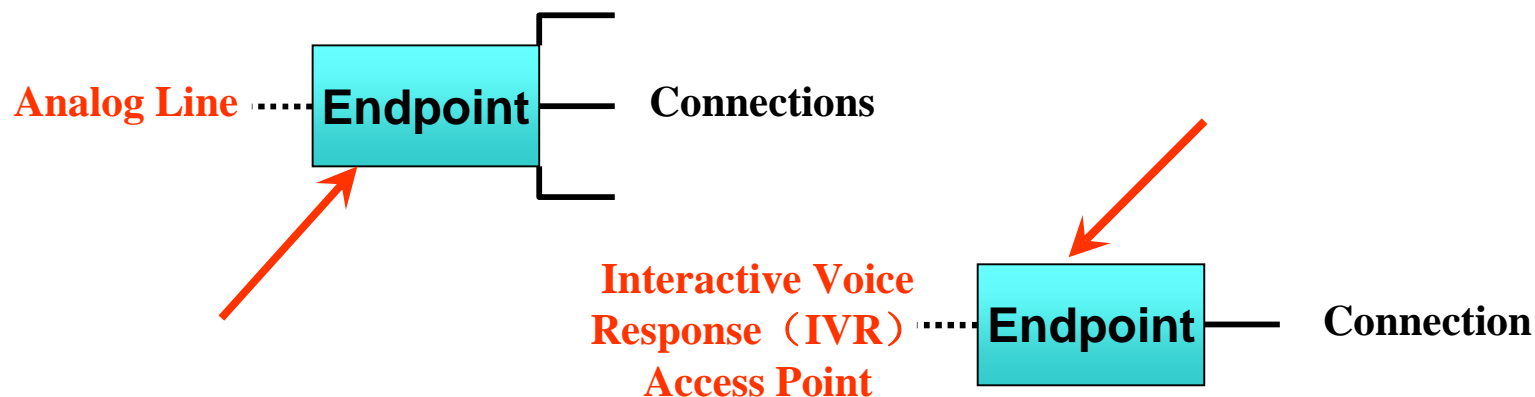 Analog Line
Endpoint
Connections
Interactive Voice
Response（IVR）
Access Point
Endpoint
Connection